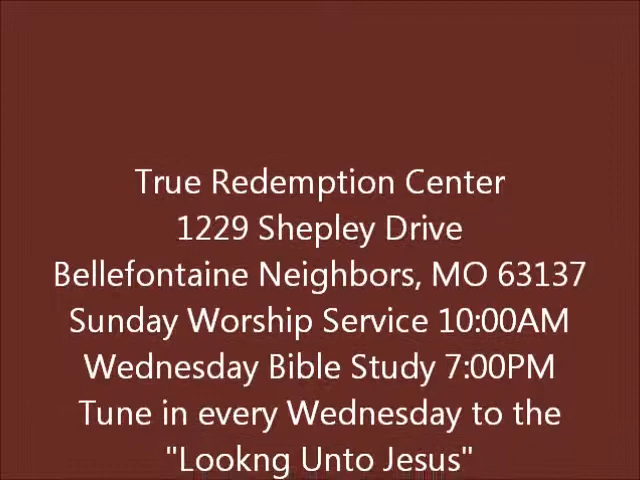 True Redemption Center
1229 Shepley Drive
Bellefontaine Neighbors, MO 63137
Sunday Worship Service 10:00AM
Wednesday Bible Study 7:00PM
Tune in every Wednesday to the
"Lookng Unto Jesus"